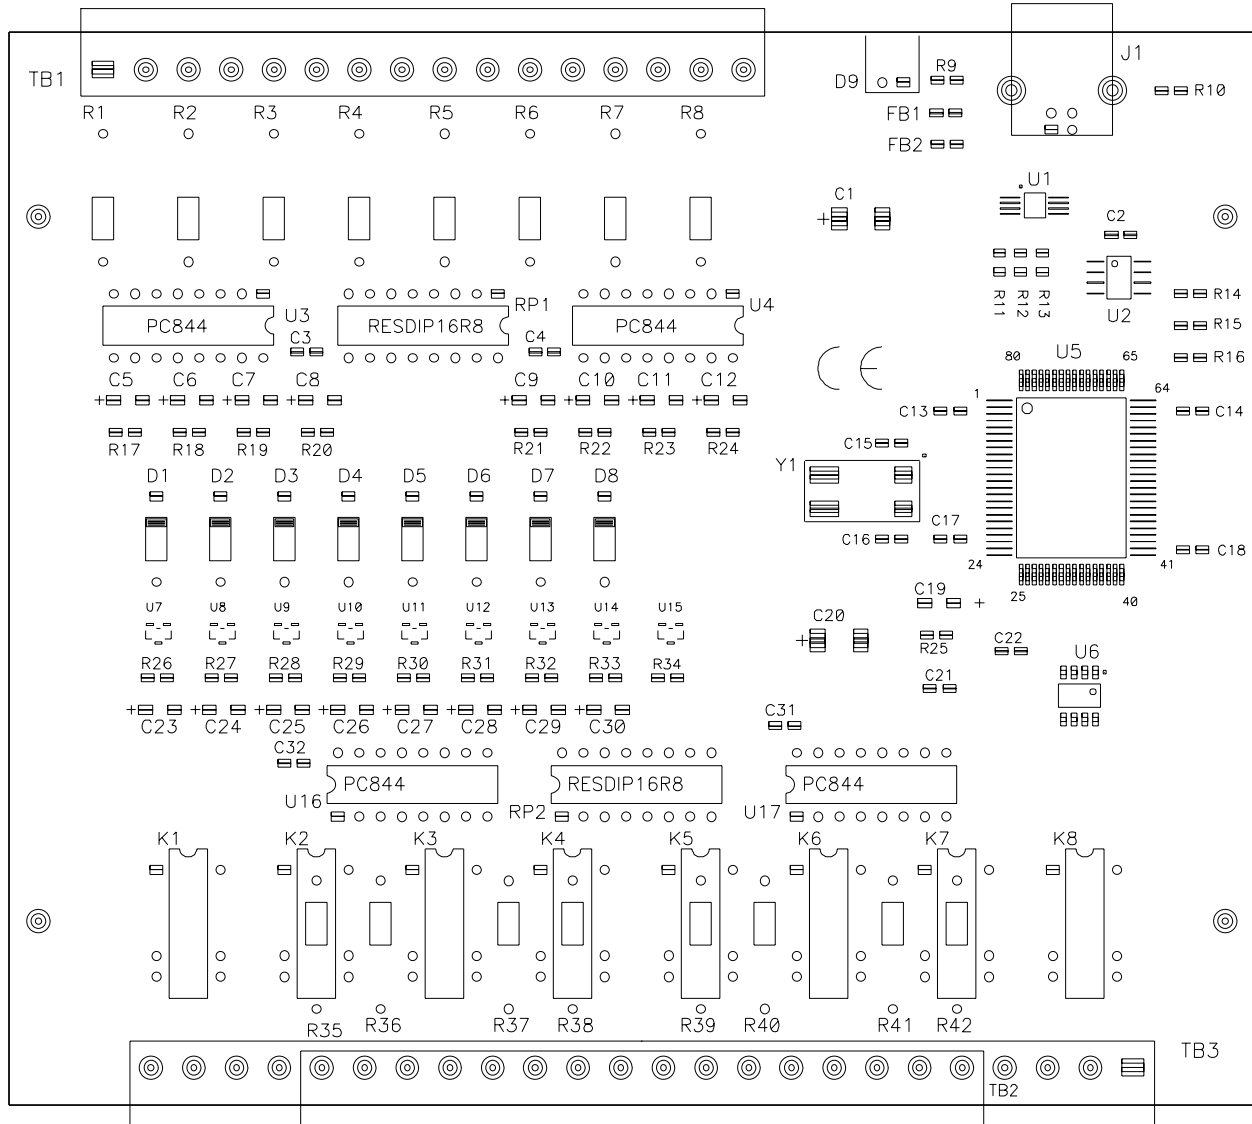 TB1
D9
R9
J1
R10
R1 R2 R3 R4 R5 R6 R7 R8
FB1
FB2
U1
C1
C2
R11 R12 R13
U2
R14
R15
R16
PC844
U3
C3
RESDIP16R8
RP1
C4
PC844
U4
CE
80 U5 65
1 64
C5 C6 C7 C8 C9 C10 C11 C12
C13
C14
R17 R18 R19 R20 R21 R22 R23 R24
C15
Y1
D1 D2 D3 D4 D5 D6 D7 D8
C16
C17
C18
24 41
25 40
U7 U8 U9 U10 U11 U12 U13 U14 U15
C19
C20
R25
C22
U6
R26 R27 R28 R29 R30 R31 R32 R33 R34
C21
C23 C24 C25 C26 C27 C28 C29 C30
C31
C32
U16
PC844
RP2
RESDIP16R8
U17
PC844
K1 K2 K3 K4 K5 K6 K7 K8
R35 R36 R37 R38 R39 R40 R41 R42
TB3
TB2